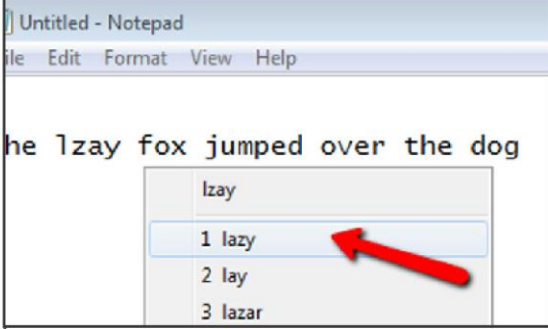 Untitled - Notepad
ile Edit Format View Help
he lzay fox jumped over the dog
lzay
1 lazy
2 lay
3 lazar